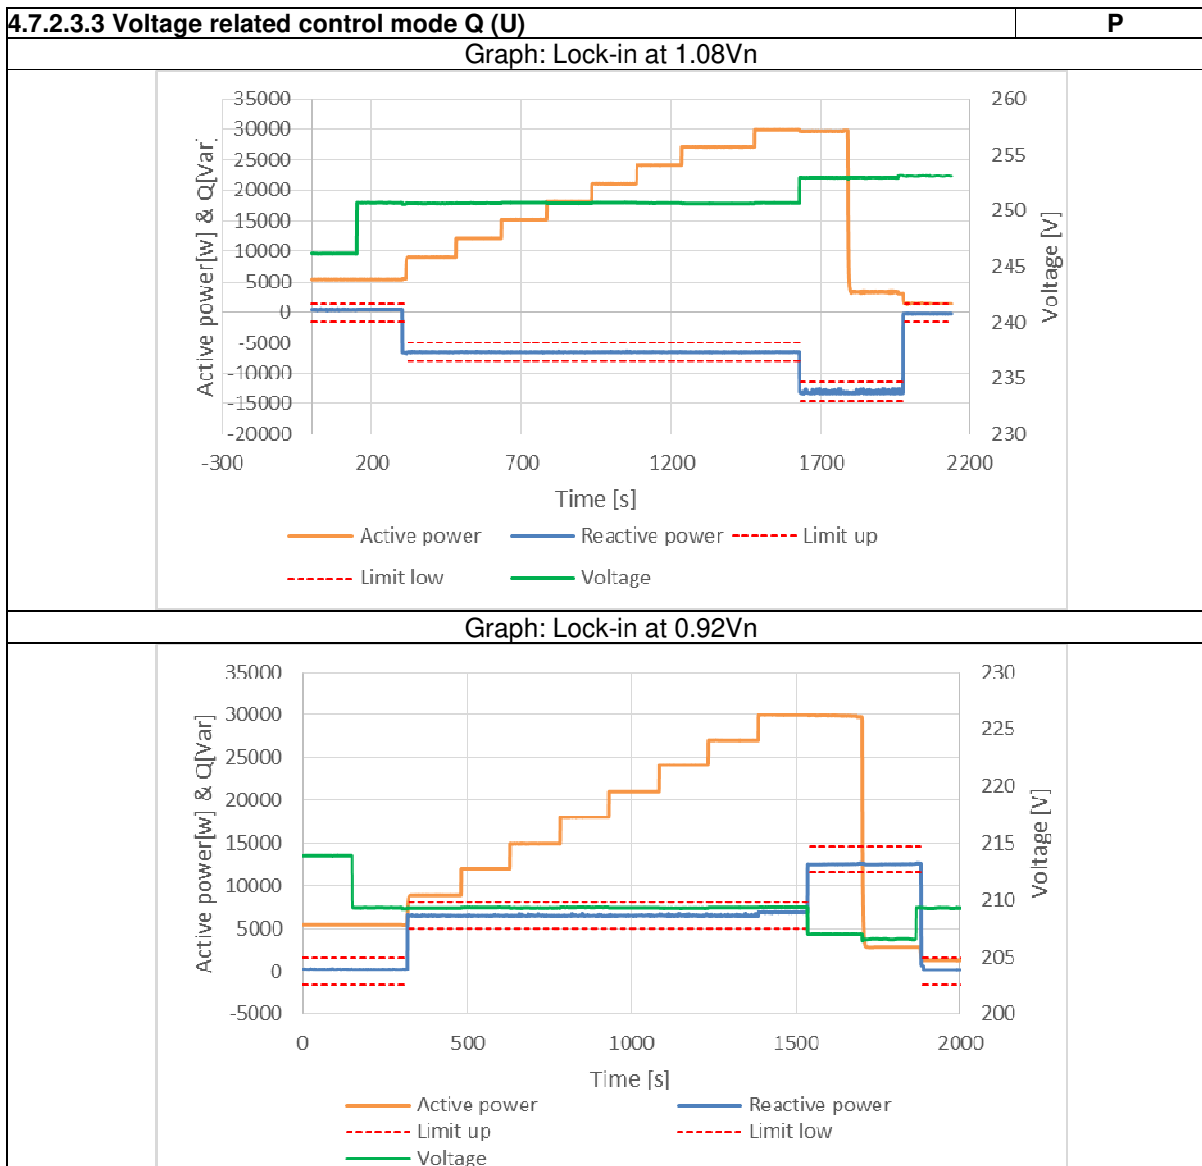 4.7.2.3.3 Voltage related control mode Q (U) P
Graph: Lock-in at 1.08Vn
35000 260
30000
25000 255
20000
15000 250
10000
5000 245
0
-5000 240
-10000
-15000 235
-20000 230
Active power[w] & Q[Var]
Voltage [V]
-300 200 700 1200 1700 2200
Time [s]
Active power Reactive power Limit up
Limit low Voltage
Graph: Lock-in at 0.92Vn
35000 230
30000 225
25000 220
20000
15000 215
10000 210
5000 205
0
-5000 200
Active power[w] & Q[Var]
Voltage [V]
0 500 1000 1500 2000
Time [s]
Active power Reactive power
Limit up Limit low
Voltage